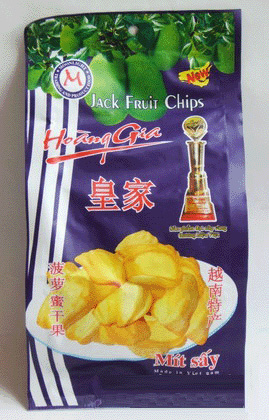 M
New
Jack Fruit Chips
Hoàng Gia
皇家
菠萝蜜干果
越南特产
Mít sấy
Made in Viet nam